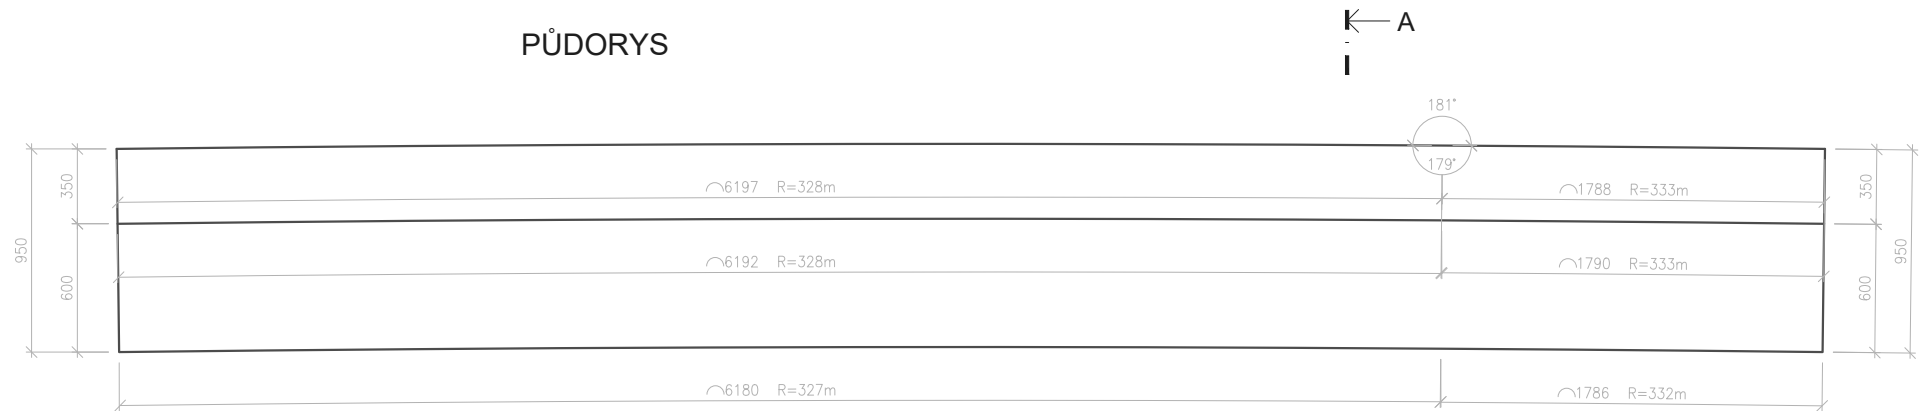 A
PŮDORYS
181°
179°
350
⌒6197 R=328m
⌒1788 R=333m
350
950
950
⌒6192 R=328m
⌒1790 R=333m
600
600
⌒6180 R=327m
⌒1786 R=332m